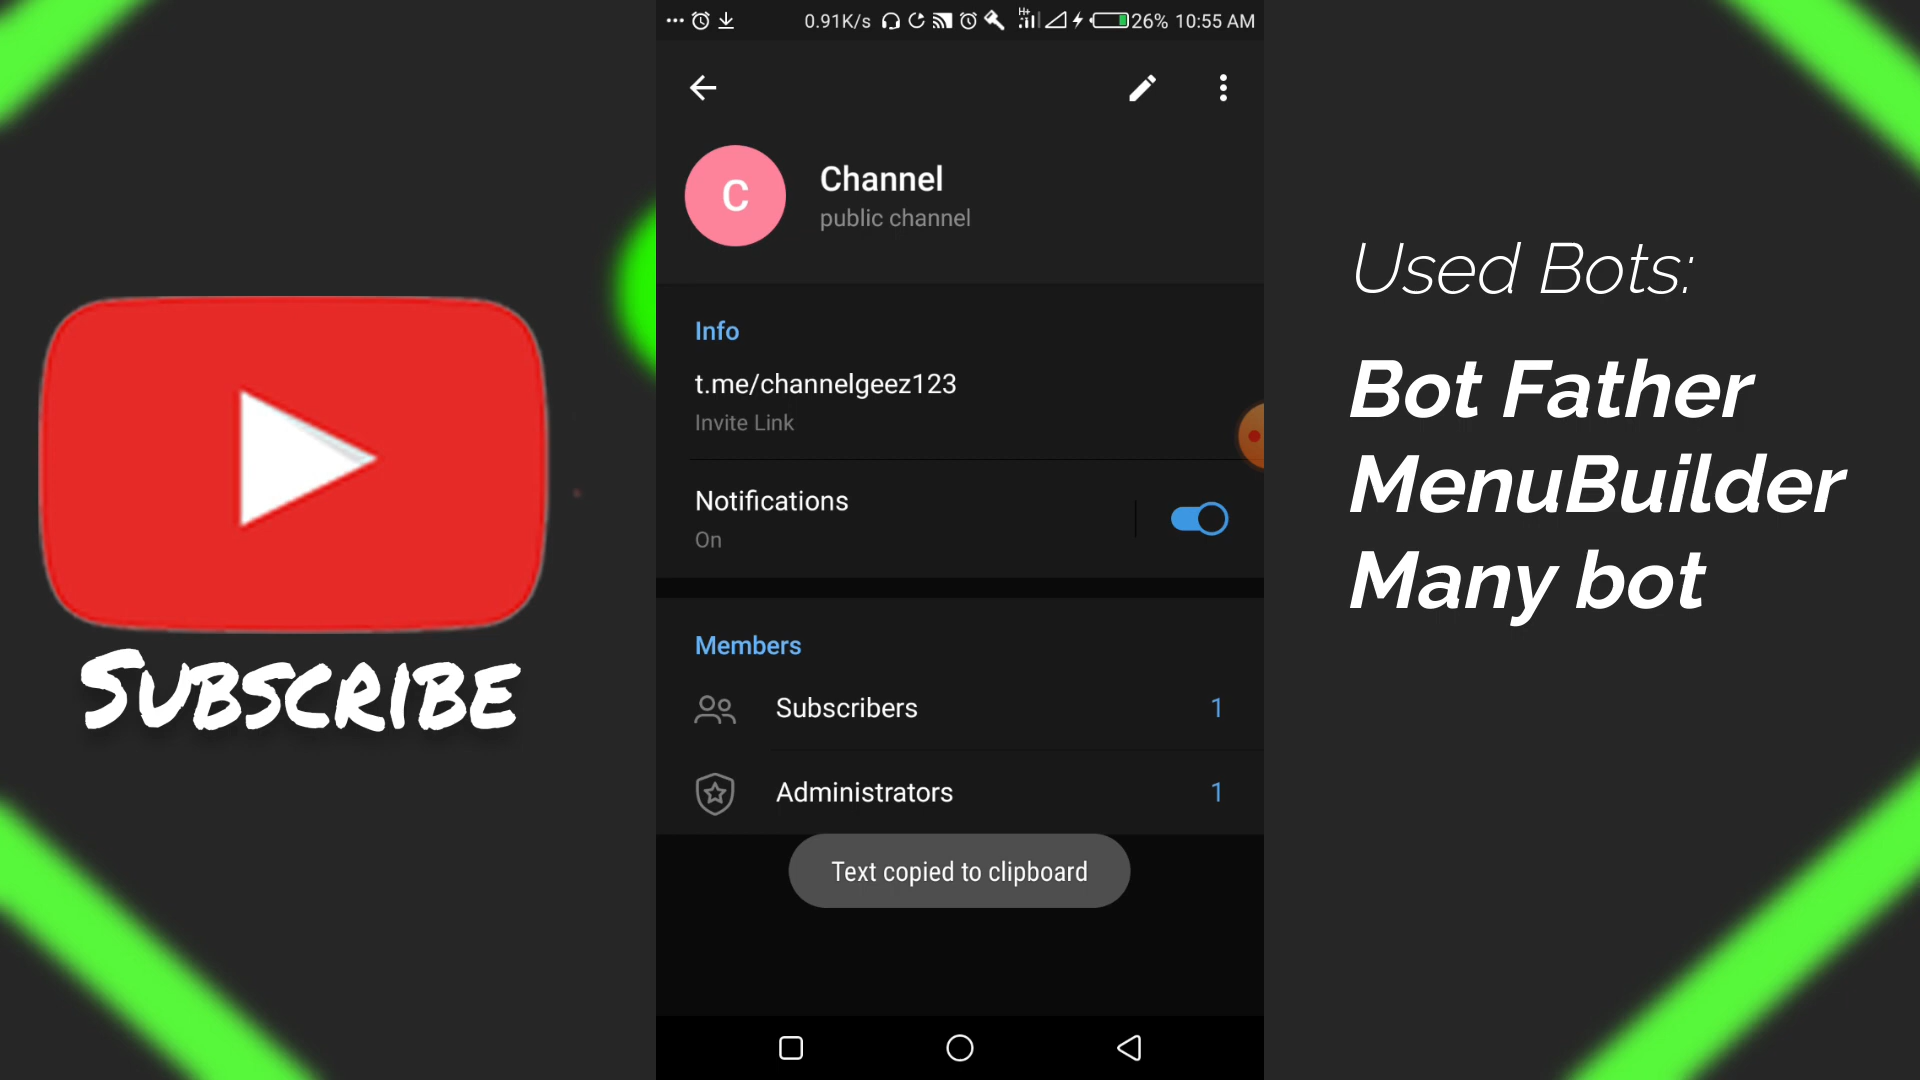 0.91K/s H+ 26% 10:55 AM
C
Channel
public channel
Info
t.me/channelgeez123
Invite Link
Notifications
On
Members
Subscribers 1
Administrators 1
Text copied to clipboard
SUBSCRIBE
Used Bots:
Bot Father
MenuBuilder
Many bot